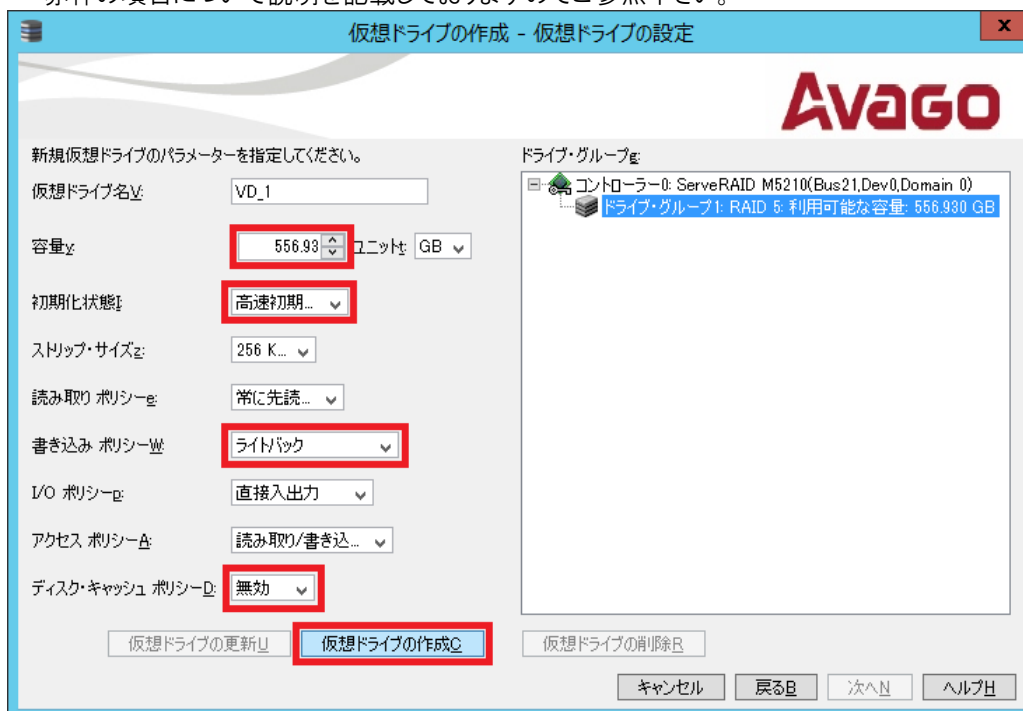 仮想ドライブの作成 - 仮想ドライブの設定
x
AVAGO
新規仮想ドライブのパラメーターを指定してください。
仮想ドライブ名V:
VD_1
容量y:
556.93
ユニットt:
GB
初期化状態I:
高速初期...
ストリップ・サイズz:
256 K...
読み取り ポリシーe:
常に先読...
書き込み ポリシーW:
ライトバック
I/O ポリシーp:
直接入出力
アクセス ポリシーA:
読み取り/書き込...
ディスク・キャッシュ ポリシーD:
無効
仮想ドライブの更新U
仮想ドライブの作成C
ドライブ・グループg:
コントローラー0: ServeRAID M5210(Bus21,Dev0,Domain 0)
ドライブ・グループ1: RAID 5: 利用可能な容量: 556.930 GB
仮想ドライブの削除R
キャンセル
戻るB
次へN
ヘルプH